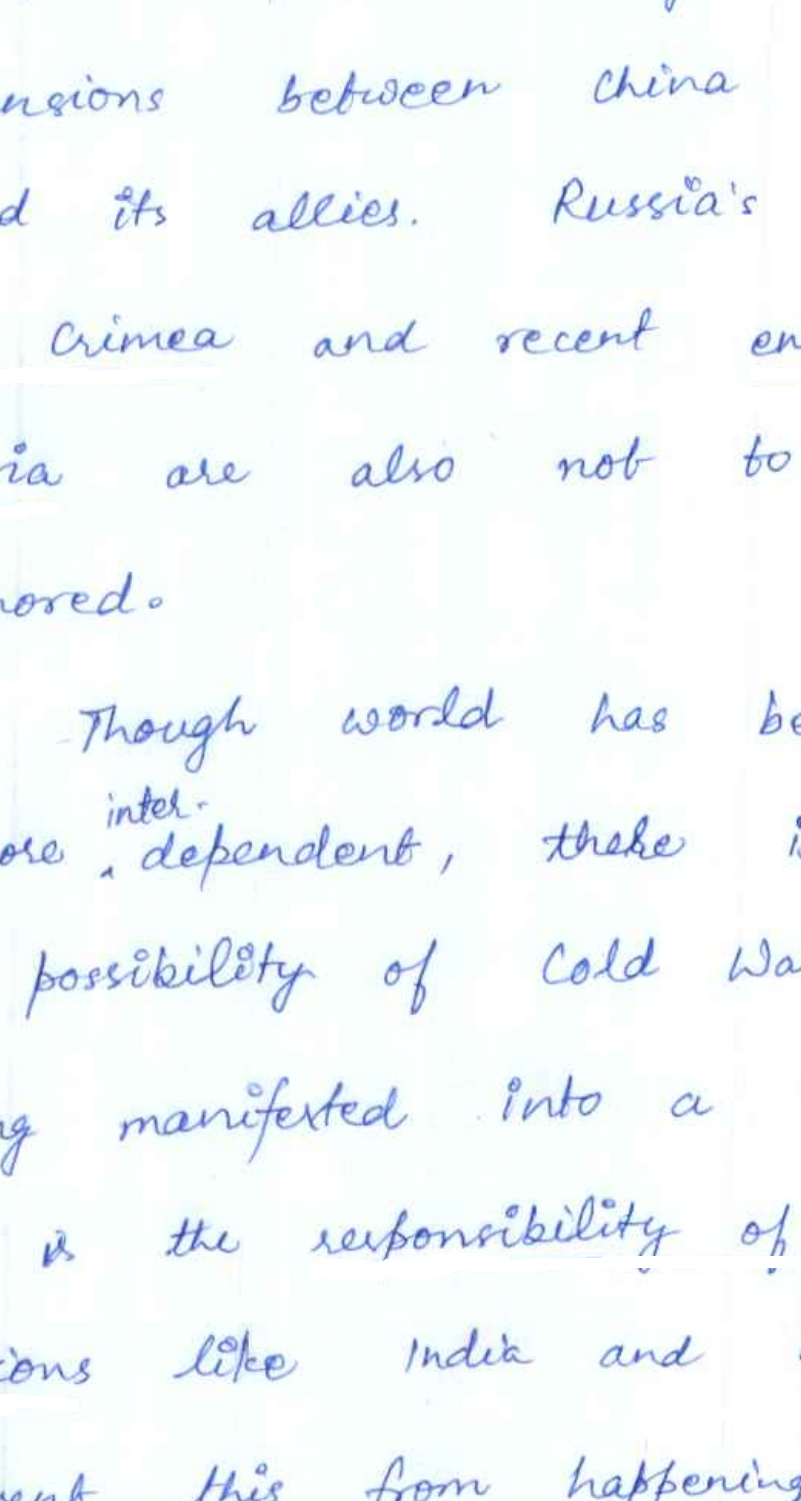 nsions between China
d its allies. Russia's
Crimea and recent en
ia are also not to
nored.
Though world has be
inter-
ore ‸ dependent, there is
possibility of Cold Wa
ng manifested into a
is the responsibility of
ions like India and
ent this from happening